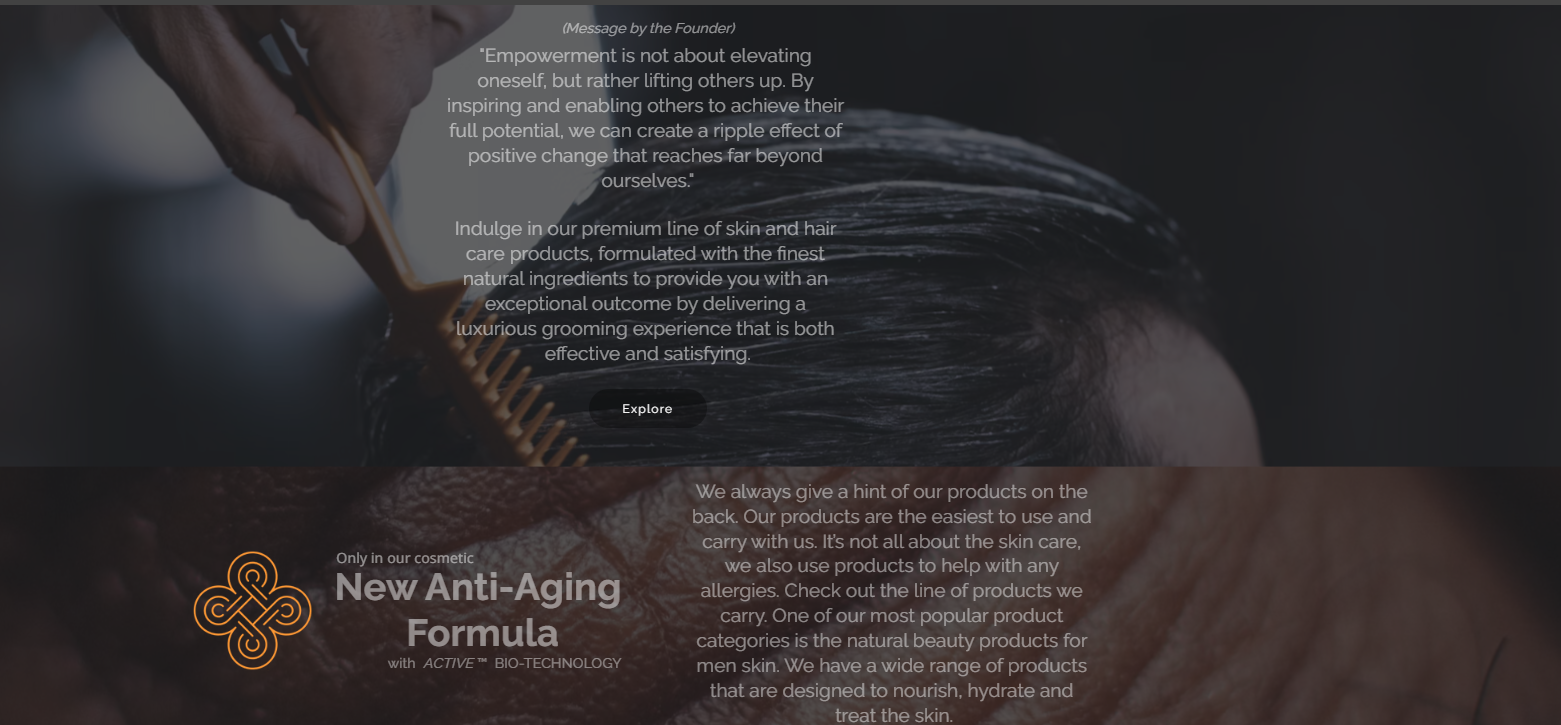 (Message by the Founder)
"Empowerment is not about elevating
oneself, but rather lifting others up. By
inspiring and enabling others to achieve their
full potential, we can create a ripple effect of
positive change that reaches far beyond
ourselves."
Indulge in our premium line of skin and hair
care products, formulated with the finest
natural ingredients to provide you with an
exceptional outcome by delivering a
luxurious grooming experience that is both
effective and satisfying.
Explore
Only in our cosmetic
New Anti-Aging
Formula
with ACTIVE™ BIO-TECHNOLOGY
We always give a hint of our products on the
back. Our products are the easiest to use and
carry with us. It's not all about the skin care,
we also use products to help with any
allergies. Check out the line of products we
carry. One of our most popular product
categories is the natural beauty products for
men skin. We have a wide range of products
that are designed to nourish, hydrate and
treat the skin.